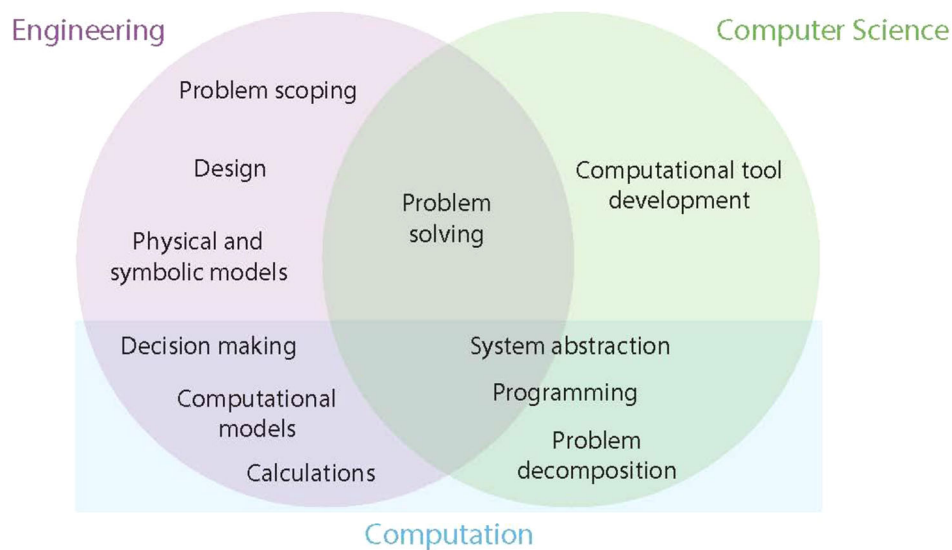 Engineering
Computer Science
Problem scoping
Design
Physical and
symbolic models
Problem
solving
Computational tool
development
Decision making
Computational
models
Calculations
System abstraction
Programming
Problem
decomposition
Computation